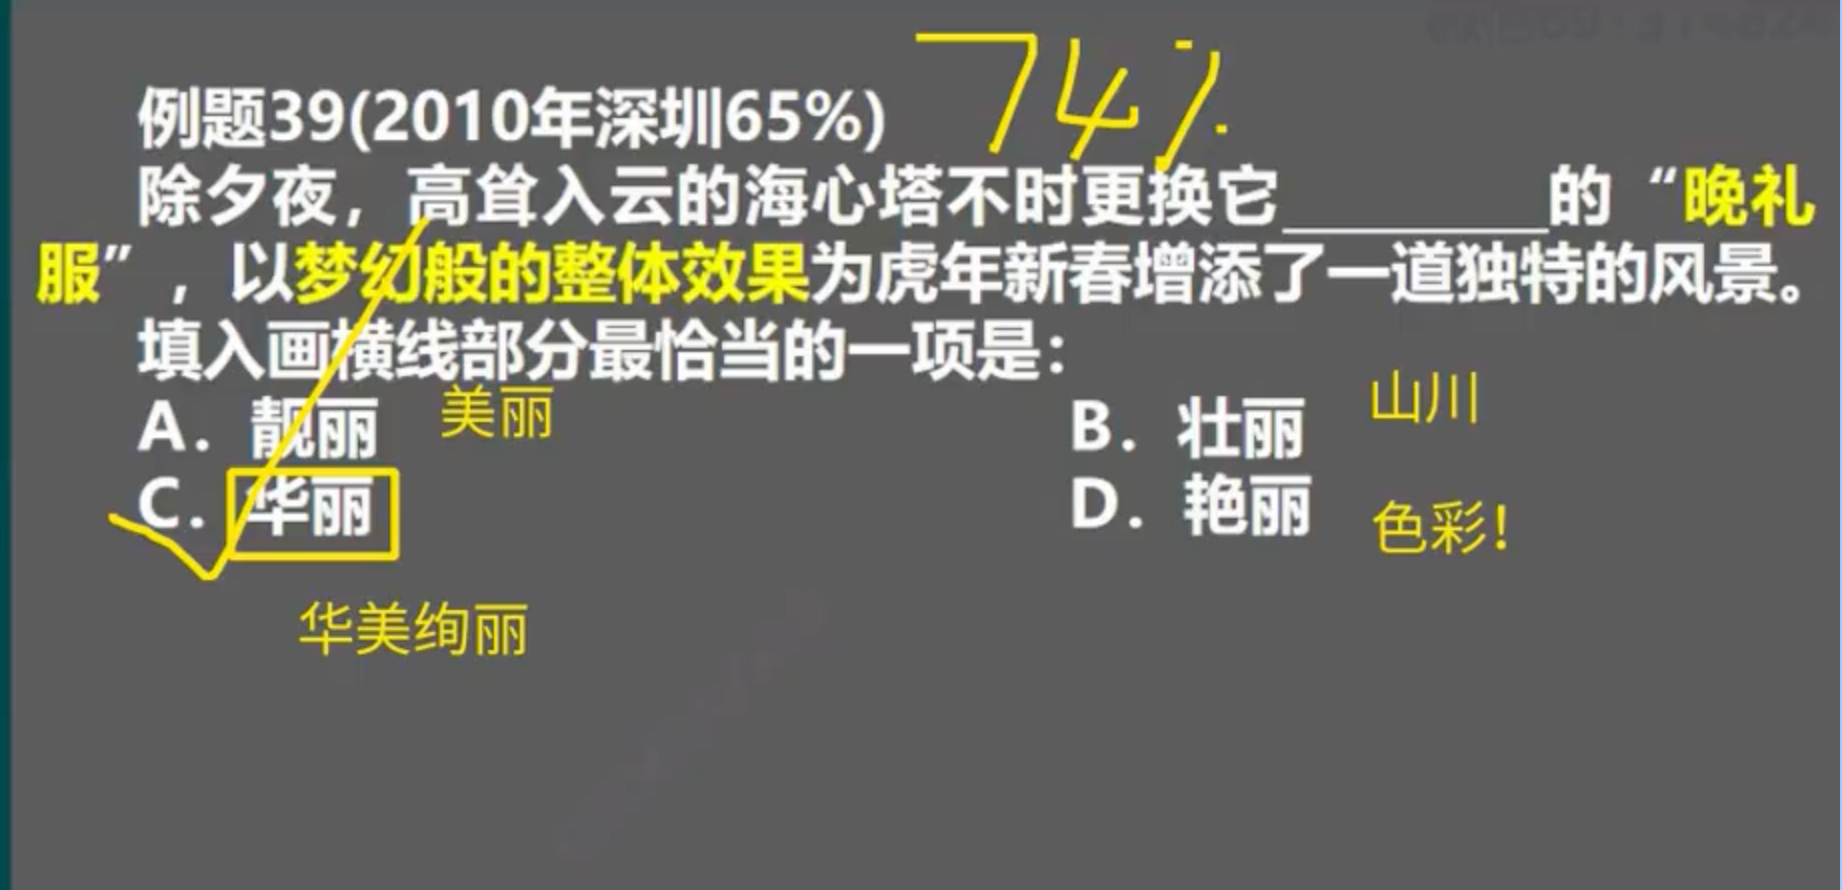 74%
例题39(2010年深圳65%)
除夕夜，高耸入云的海心塔不时更换它________的“晚礼
服”，以梦幻般的整体效果为虎年新春增添了一道独特的风景。
填入画横线部分最恰当的一项是：
A．靓丽 美丽 B．壮丽 山川
C．华丽 D．艳丽 色彩！
华美绚丽